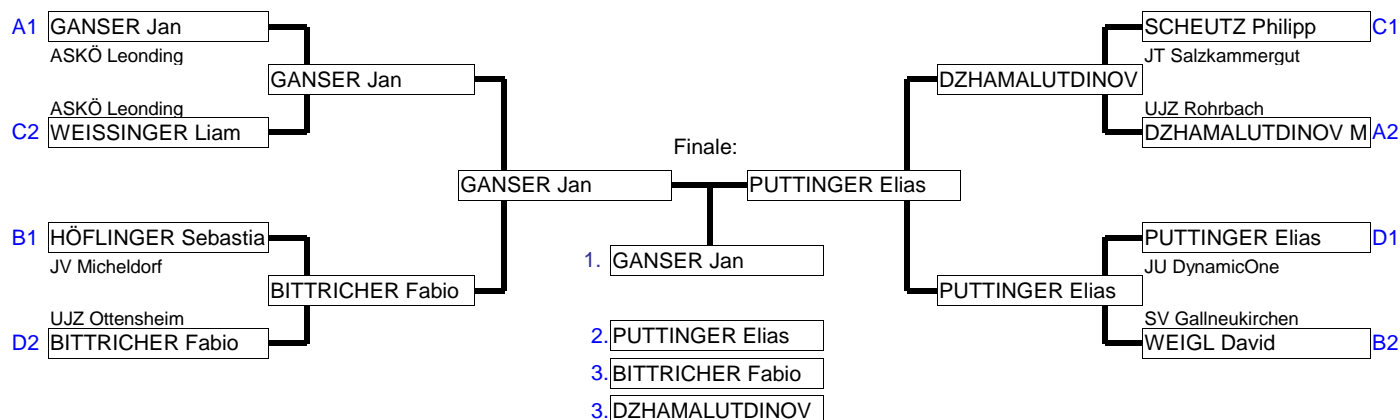 A1 GANSER Jan
ASKÖ Leonding
GANSER Jan
ASKÖ Leonding
C2 WEISSINGER Liam
GANSER Jan
B1 HÖFLINGER Sebastia
JV Micheldorf
BITTRICHER Fabio
UJZ Ottensheim
D2 BITTRICHER Fabio
Finale:
1. GANSER Jan
2. PUTTINGER Elias
3. BITTRICHER Fabio
3. DZHAMALUTDINOV
SCHEUTZ Philipp C1
JT Salzkammergut
DZHAMALUTDINOV
UJZ Rohrbach
DZHAMALUTDINOV M A2
PUTTINGER Elias
PUTTINGER Elias D1
JU DynamicOne
PUTTINGER Elias
SV Gallneukirchen
WEIGL David B2